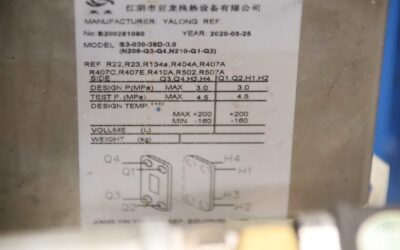 江阴市亚龙换热设备有限公司
MANUFACTURER: YALONG REF.
No B200281090 YEAR: 2020-05-25
MODEL B3-030-38D-3.0
(N206-Q3-Q4,N210-Q1-Q2)
REF R22,R23,R134a,R404A,R407A
R407C,R407E,R410A,R502,R507A
SIDE Q3,Q4,H3,H4, Q1,Q2,H1,H2
DESIGN P(MPa) MAX 3.0 3.0
TEST P.(MPa) MAX 4.5 4.5
DESIGN TEMP. (℃)
MAX +200 +200
MIN -160 -160
VOLUME (L)
WEIGHT (kg)
Q4 H4
Q1 H1
Q3 H3
Q2 H2